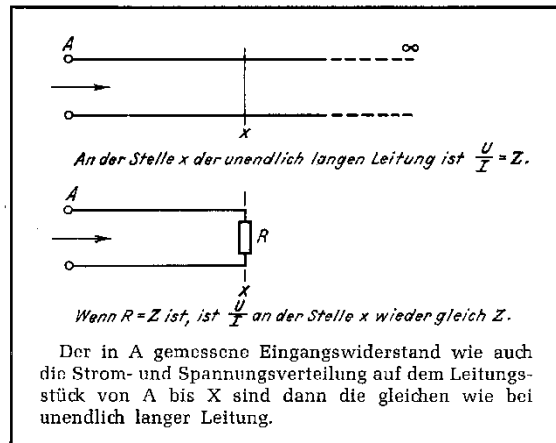 A
∞
x
An der Stelle x der unendlich langen Leitung ist U/I = Z.
A
R
x
Wenn R = Z ist, ist U/I an der Stelle x wieder gleich Z.
Der in A gemessene Eingangswiderstand wie auch
die Strom- und Spannungsverteilung auf dem Leitungs-
stück von A bis X sind dann die gleichen wie bei
unendlich langer Leitung.